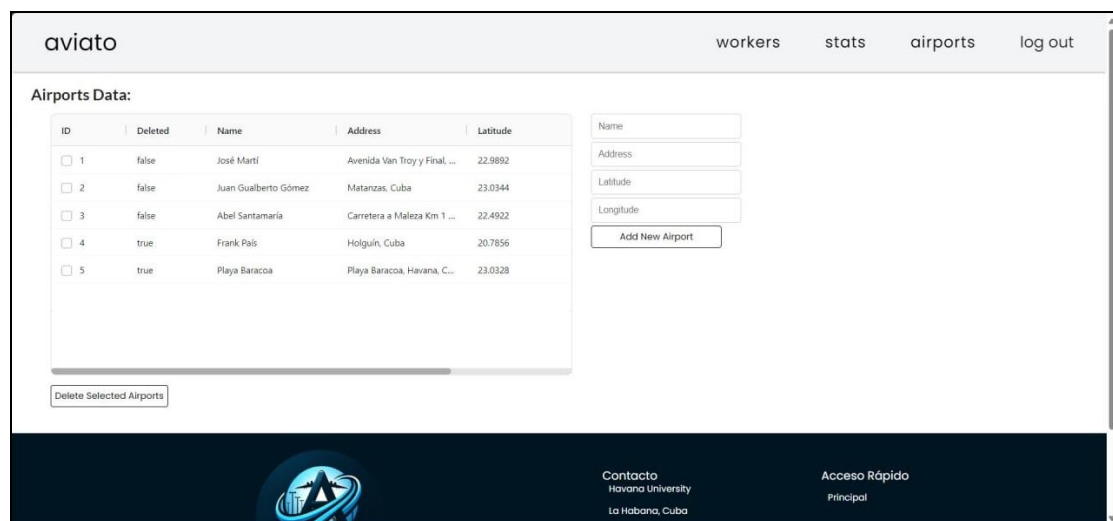 aviato workers stats airports log out
Airports Data:
ID Deleted Name Address Latitude
1 false José Martí Avenida Van Troy y Final, ... 22.9892
2 false Juan Gualberto Gómez Matanzas, Cuba 23.0344
3 false Abel Santamaría Carretera a Maleza Km 1 ... 22.4922
4 true Frank País Holguín, Cuba 20.7856
5 true Playa Baracoa Playa Baracoa, Havana, C... 23.0328
Delete Selected Airports
Name
Address
Latitude
Longitude
Add New Airport
Contacto
Havana University
La Habana, Cuba
Acceso Rápido
Principal